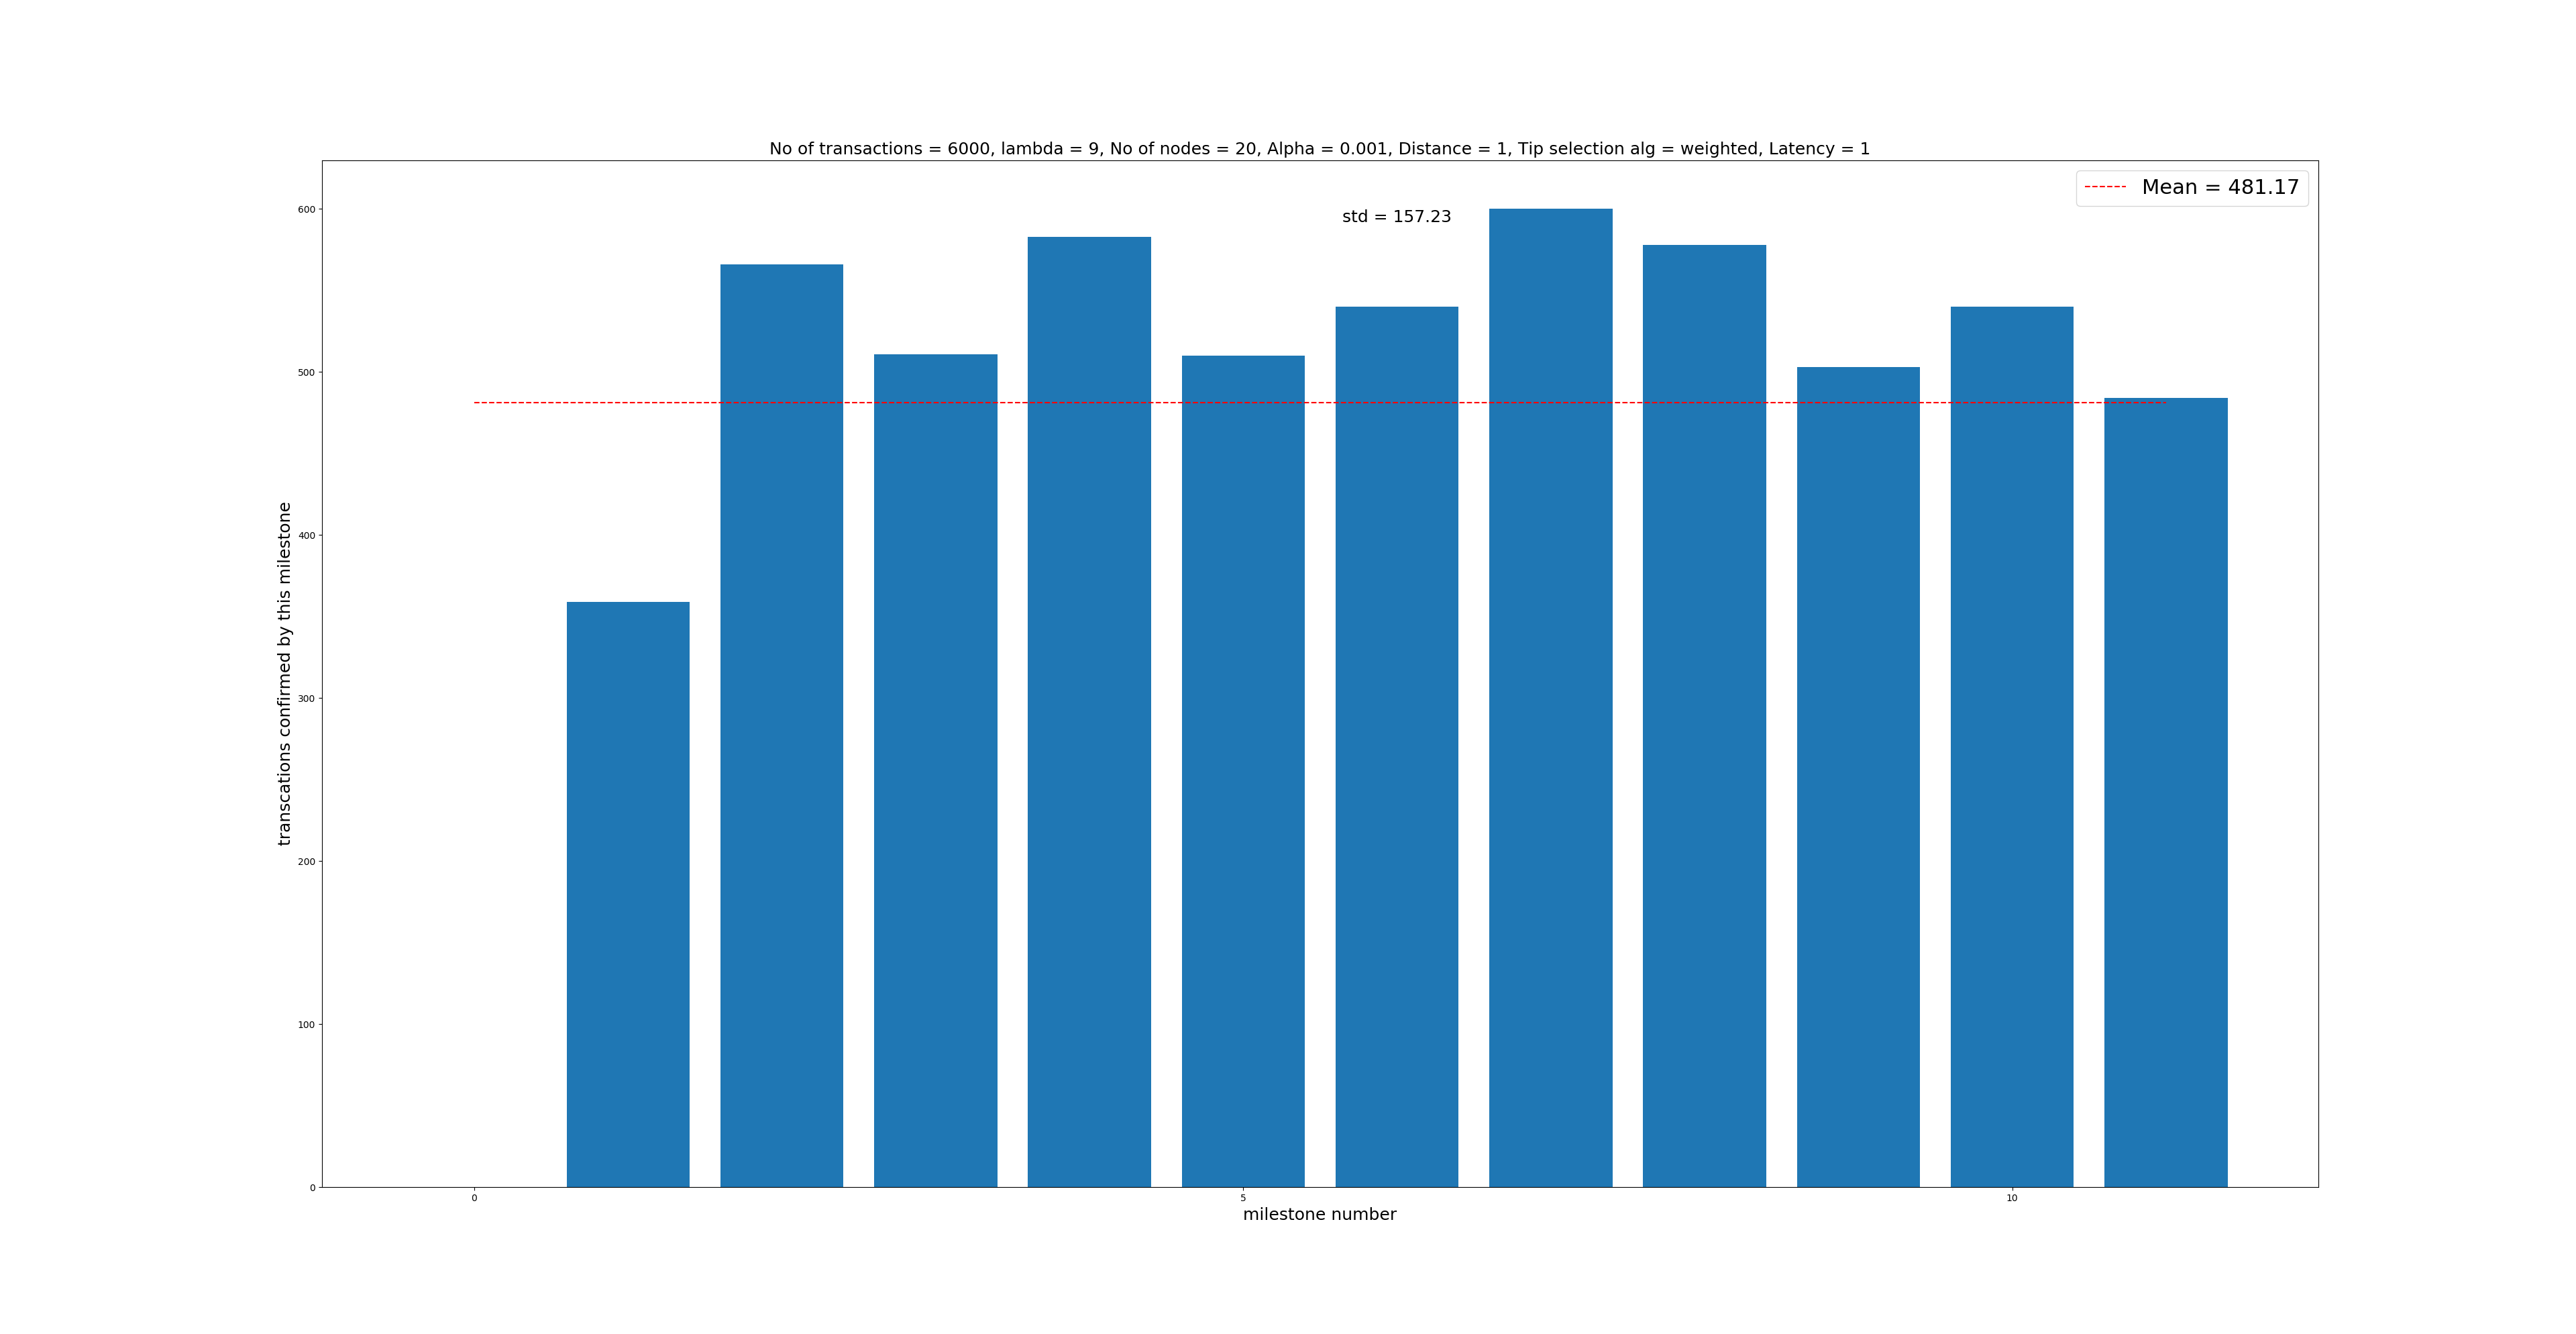 No of transactions = 6000, lambda = 9, No of nodes = 20, Alpha = 0.001, Distance = 1, Tip selection alg = weighted, Latency = 1
Mean = 481.17
std = 157.23
600
500
400
300
200
100
0
transcations confirmed by this milestone
0
5
10
milestone number